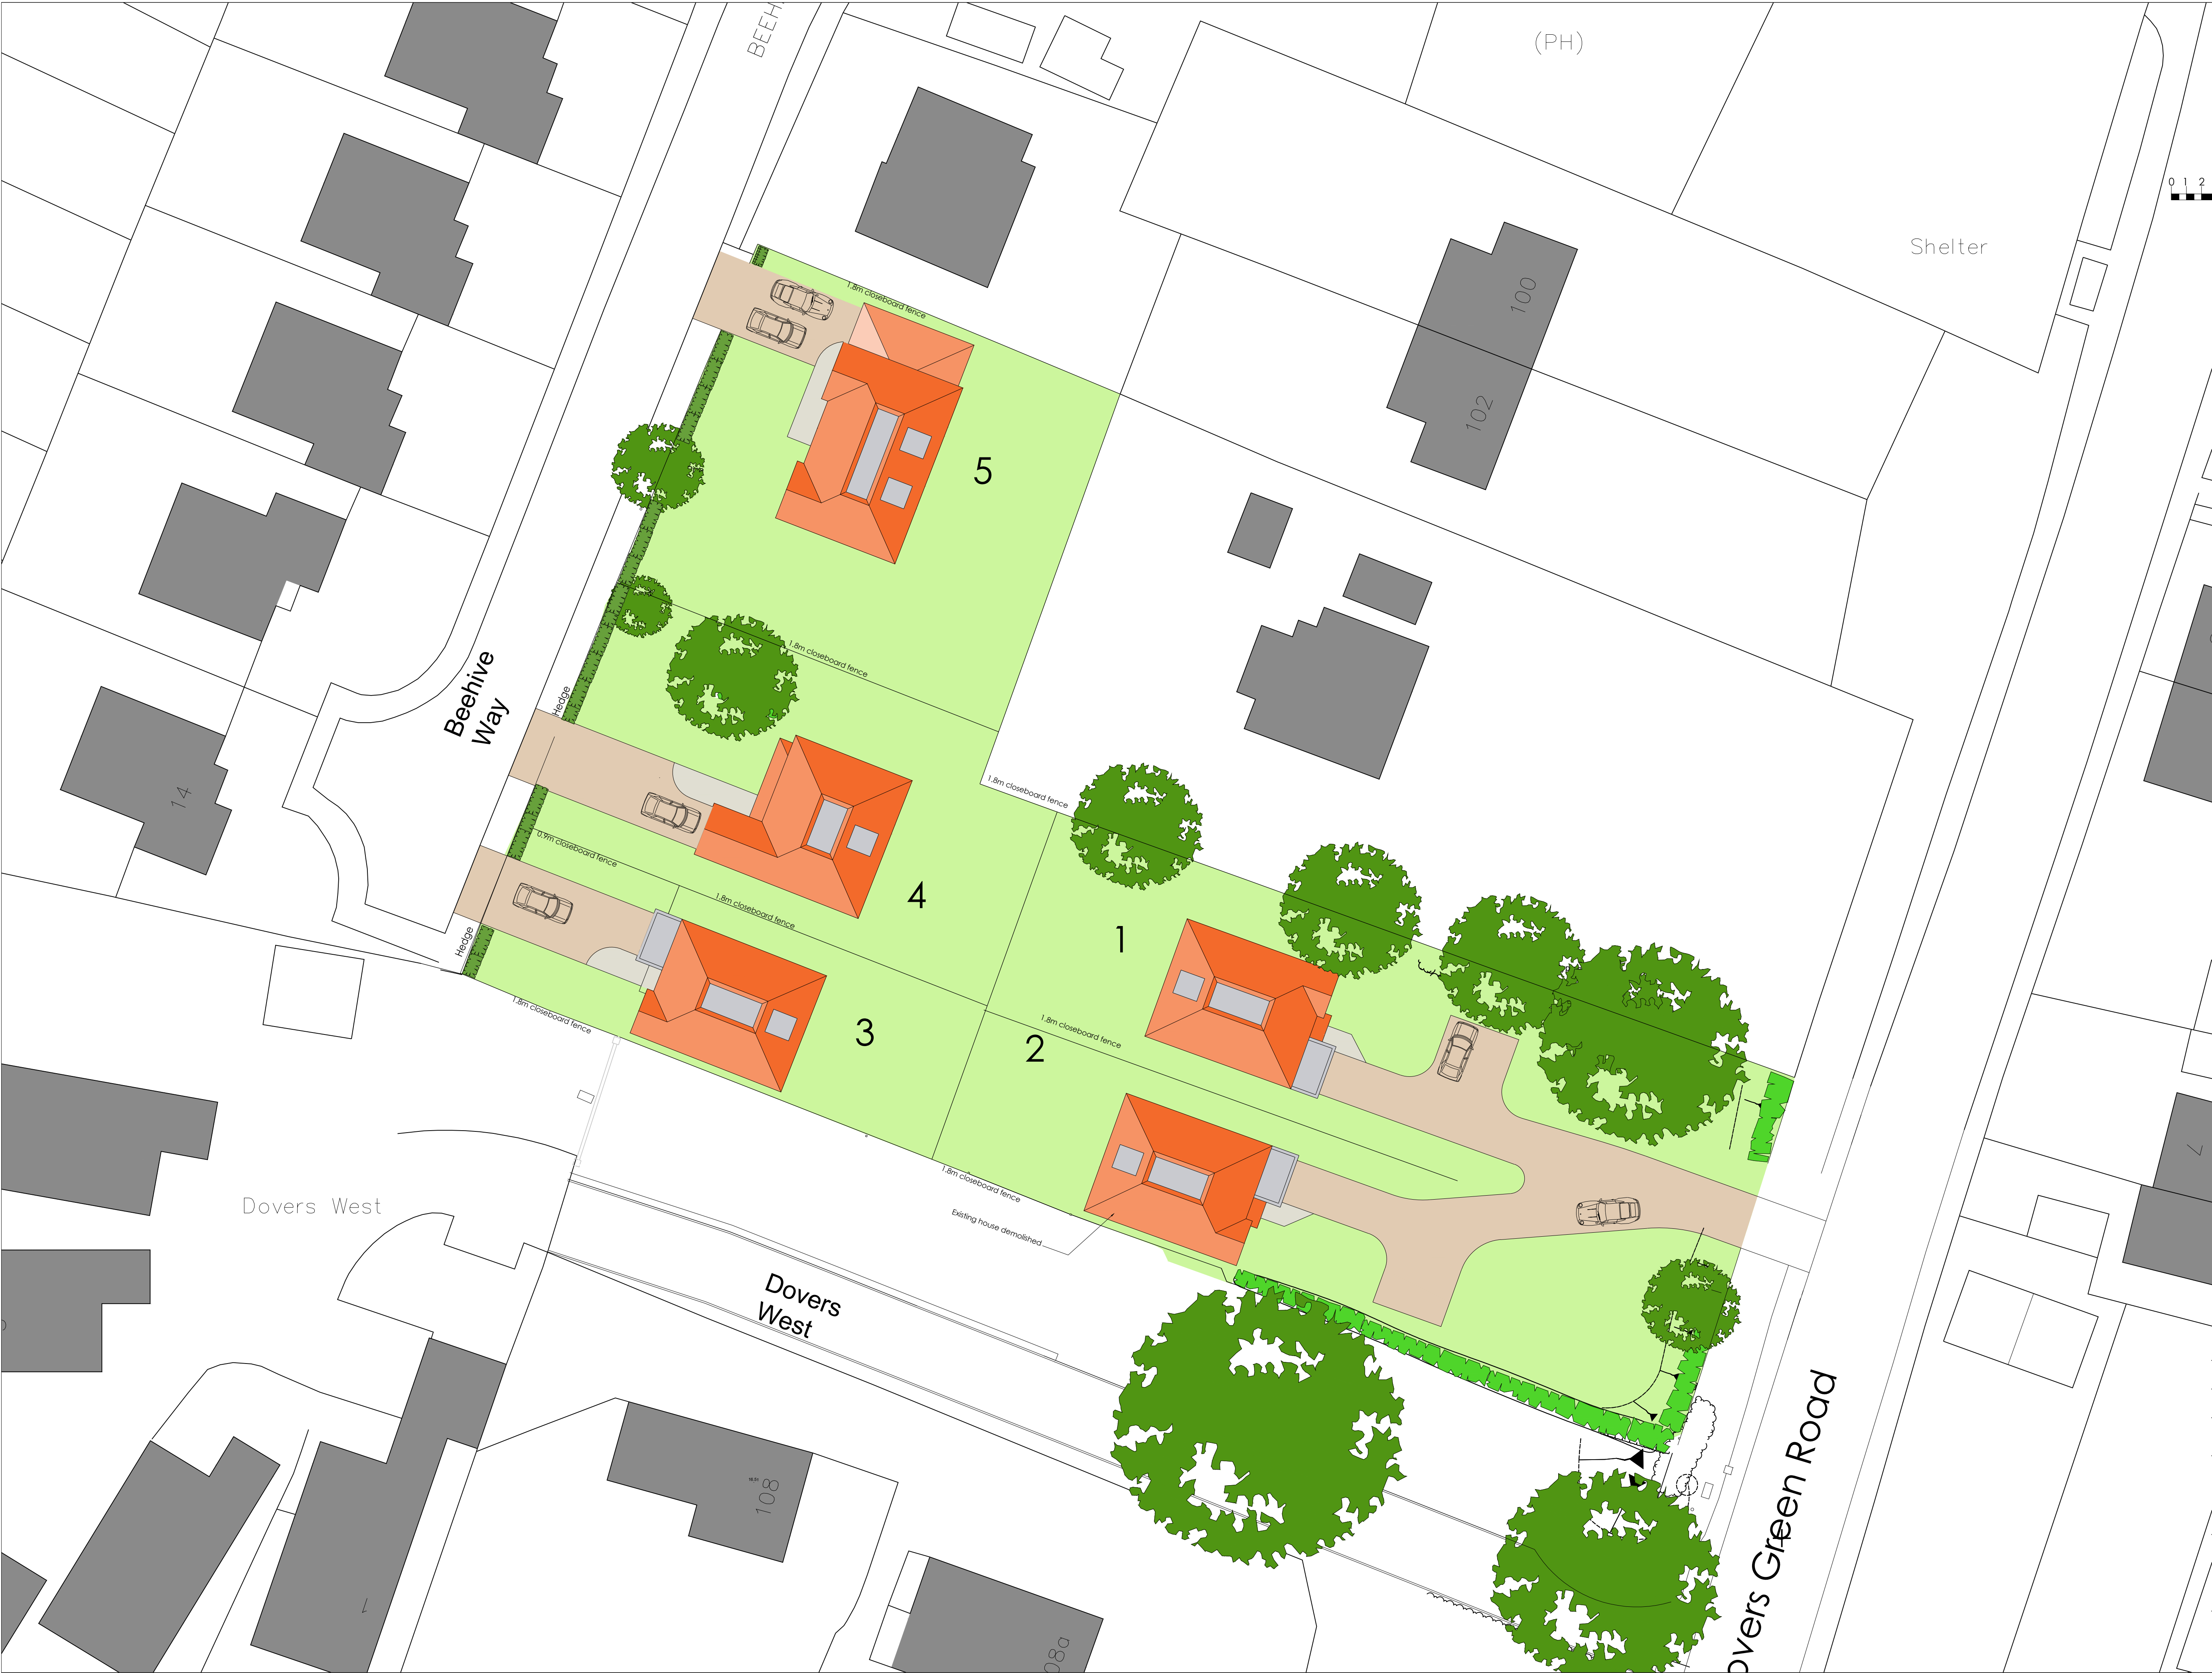 BEEH
(PH)
0 1 2
Shelter
100
102
1.8m closeboard fence
5
1.8m closeboard fence
Beehive
Way
Hedge
14
1.8m closeboard fence
0.9m closeboard fence
1.8m closeboard fence
4
1
Hedge
1.8m closeboard fence
3
1.8m closeboard fence
2
1.8m closeboard fence
Existing house demolished
7
Dovers West
Dovers
West
108
1
08a
overs Green Road